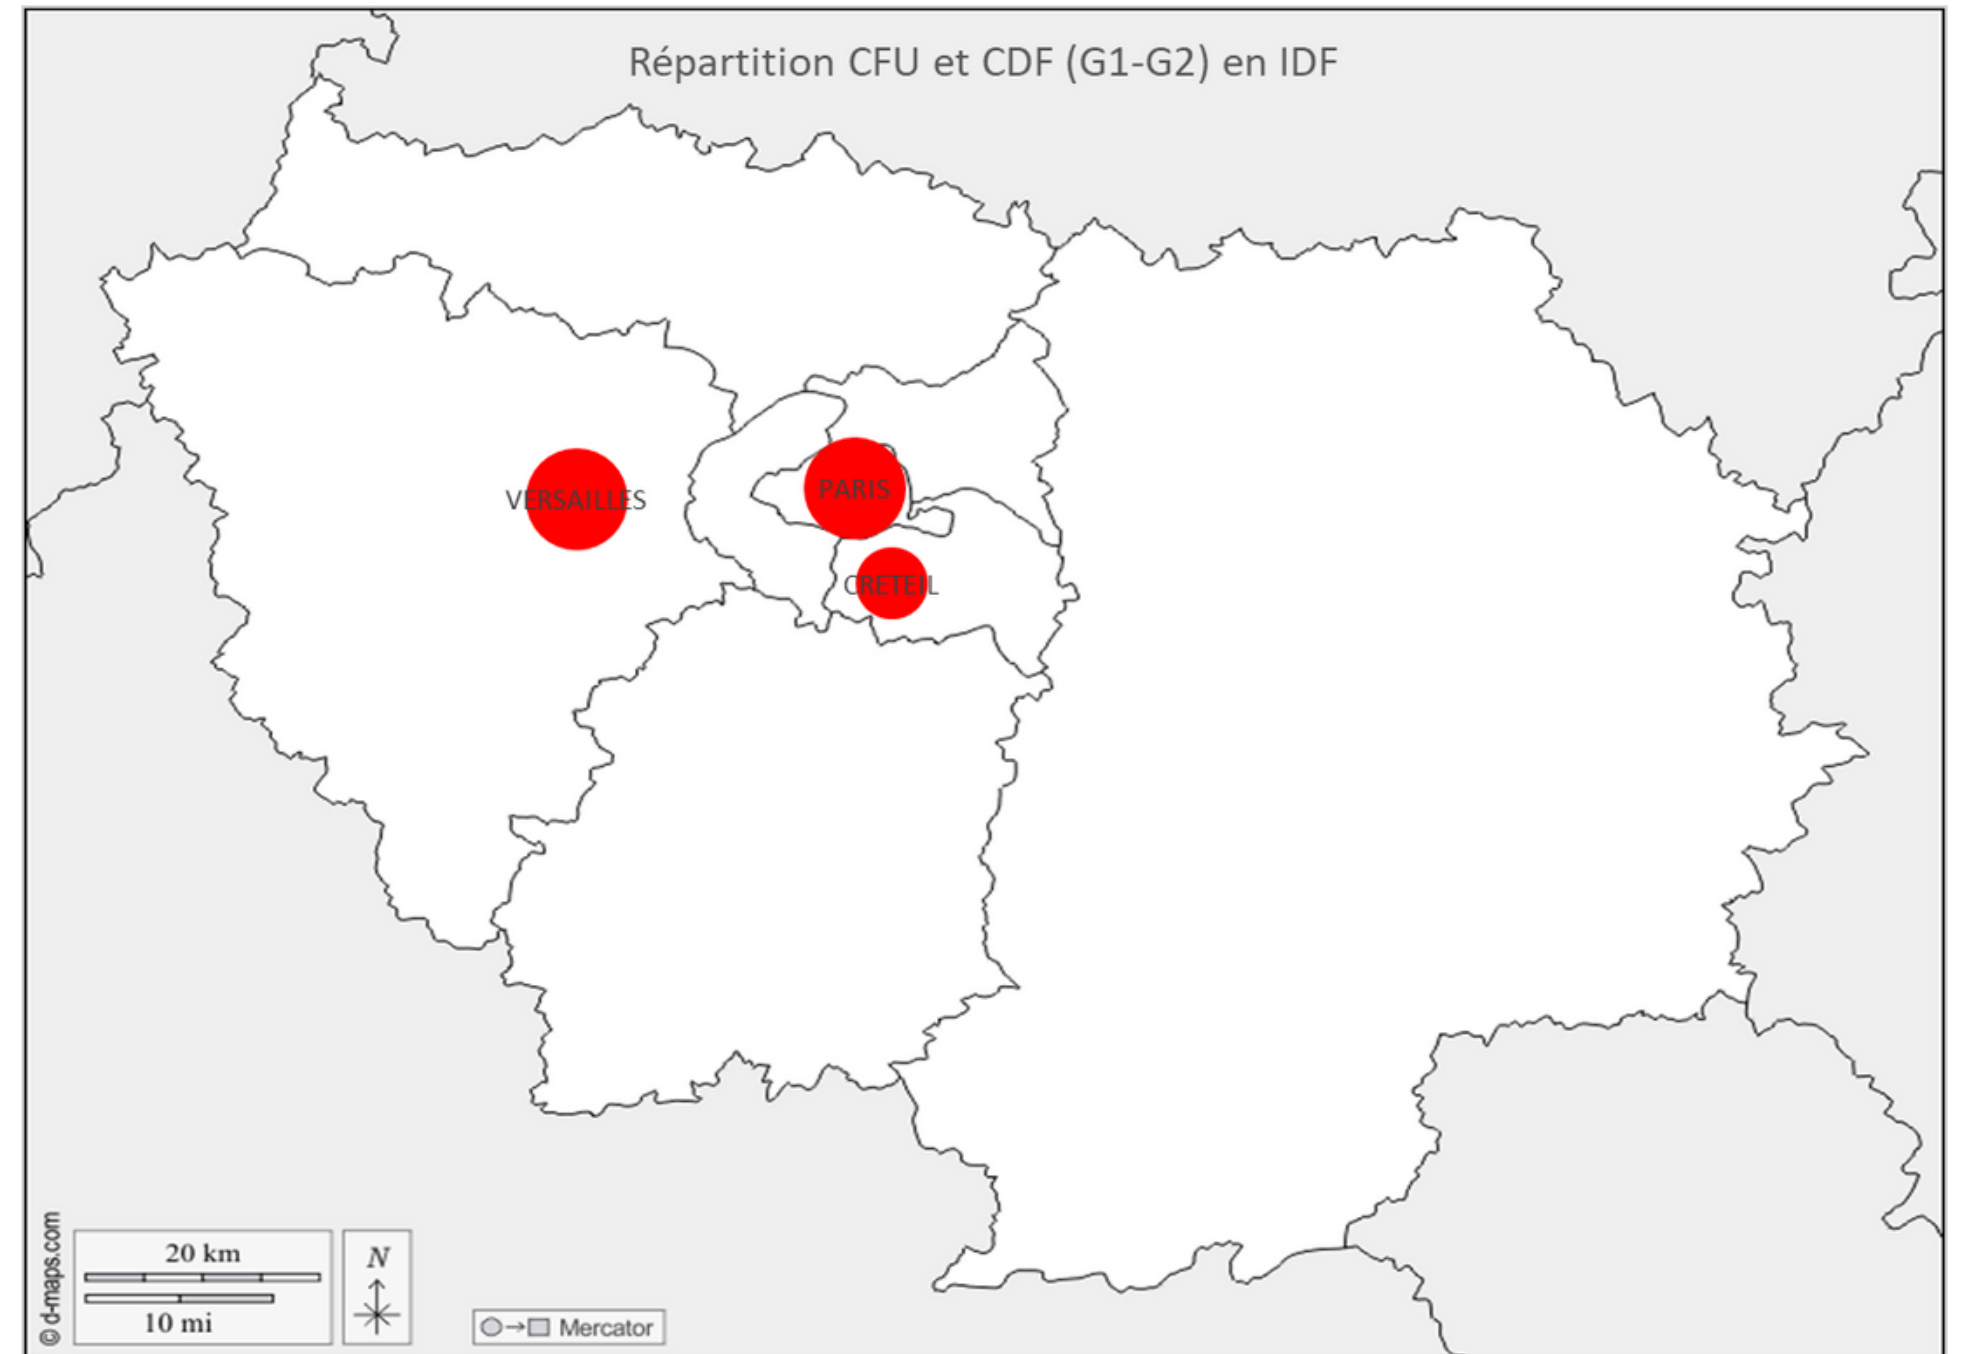 Répartition CFU et CDF (G1-G2) en IDF
VERSAILLES
PARIS
CRETEIL
© d-maps.com
20 km
10 mi
N
Mercator